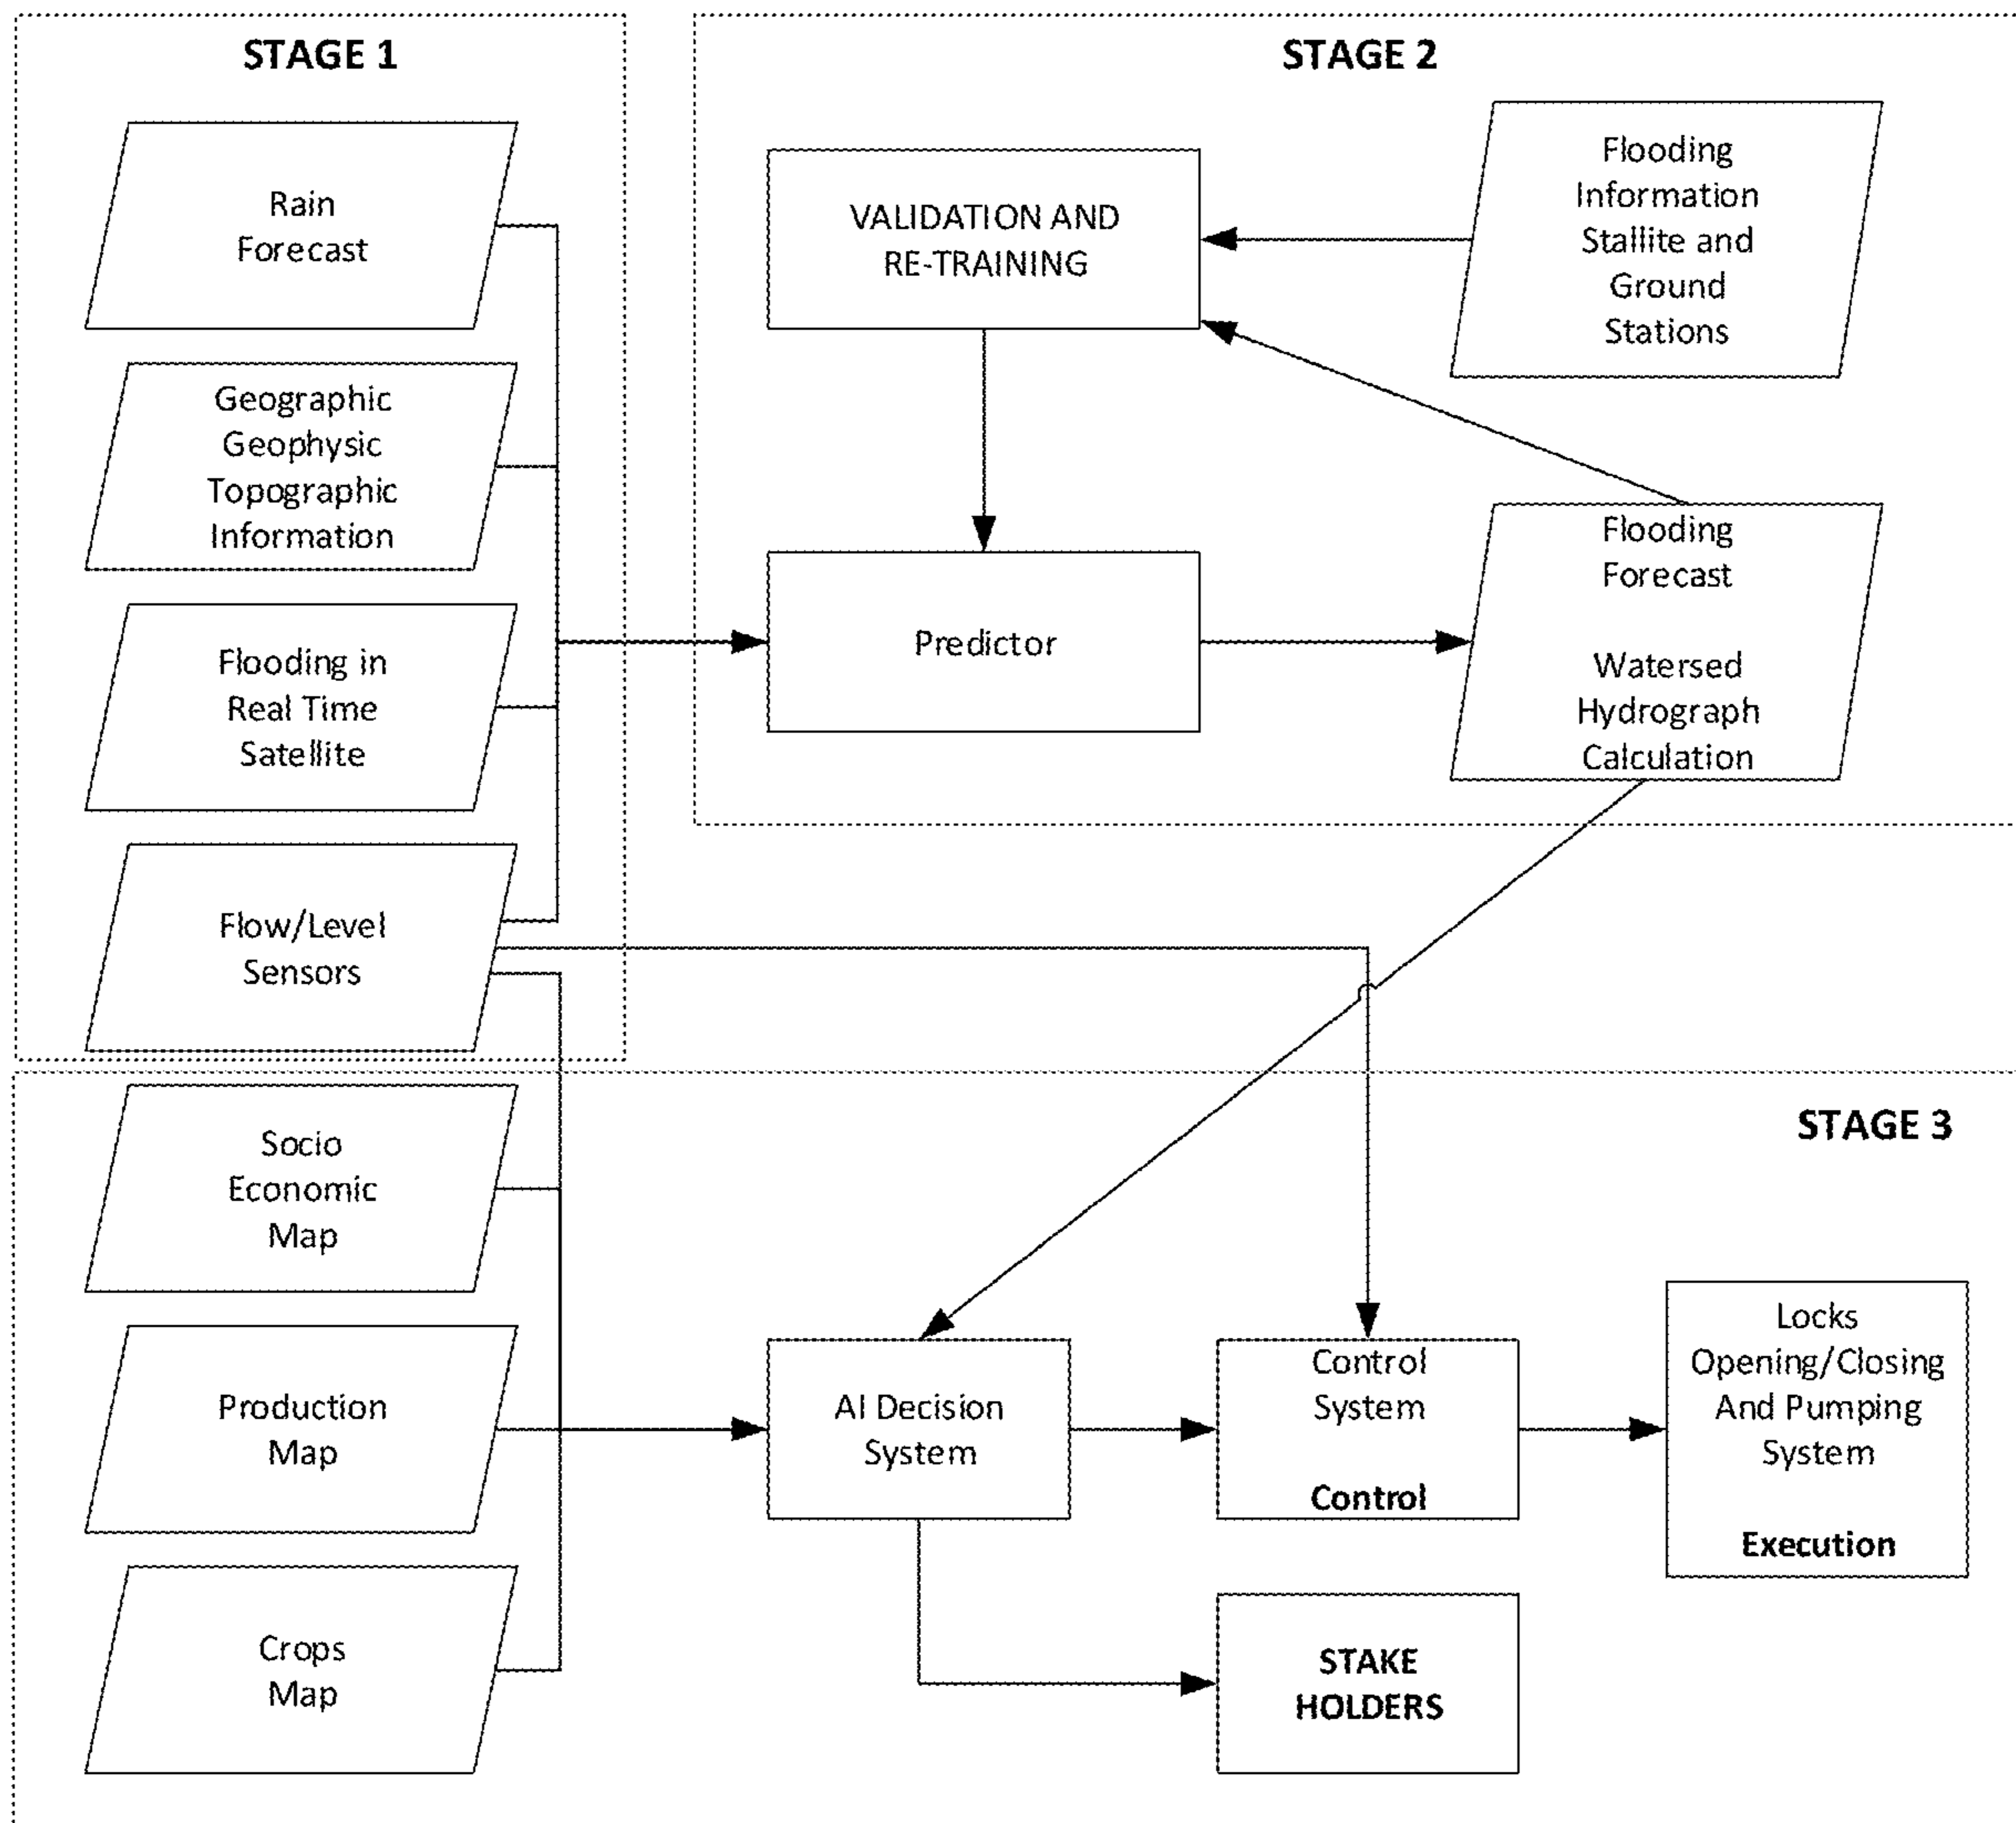 STAGE 1
Rain
Forecast
Geographic
Geophysic
Topographic
Information
Flooding in
Real Time
Satellite
Flow/Level
Sensors
STAGE 2
VALIDATION AND
RE-TRAINING
Flooding
Information
Stallite and
Ground
Stations
Predictor
Flooding
Forecast
Watersed
Hydrograph
Calculation
STAGE 3
Socio
Economic
Map
Production
Map
Crops
Map
AI Decision
System
Control
System
Control
Locks
Opening/Closing
And Pumping
System
Execution
STAKE
HOLDERS